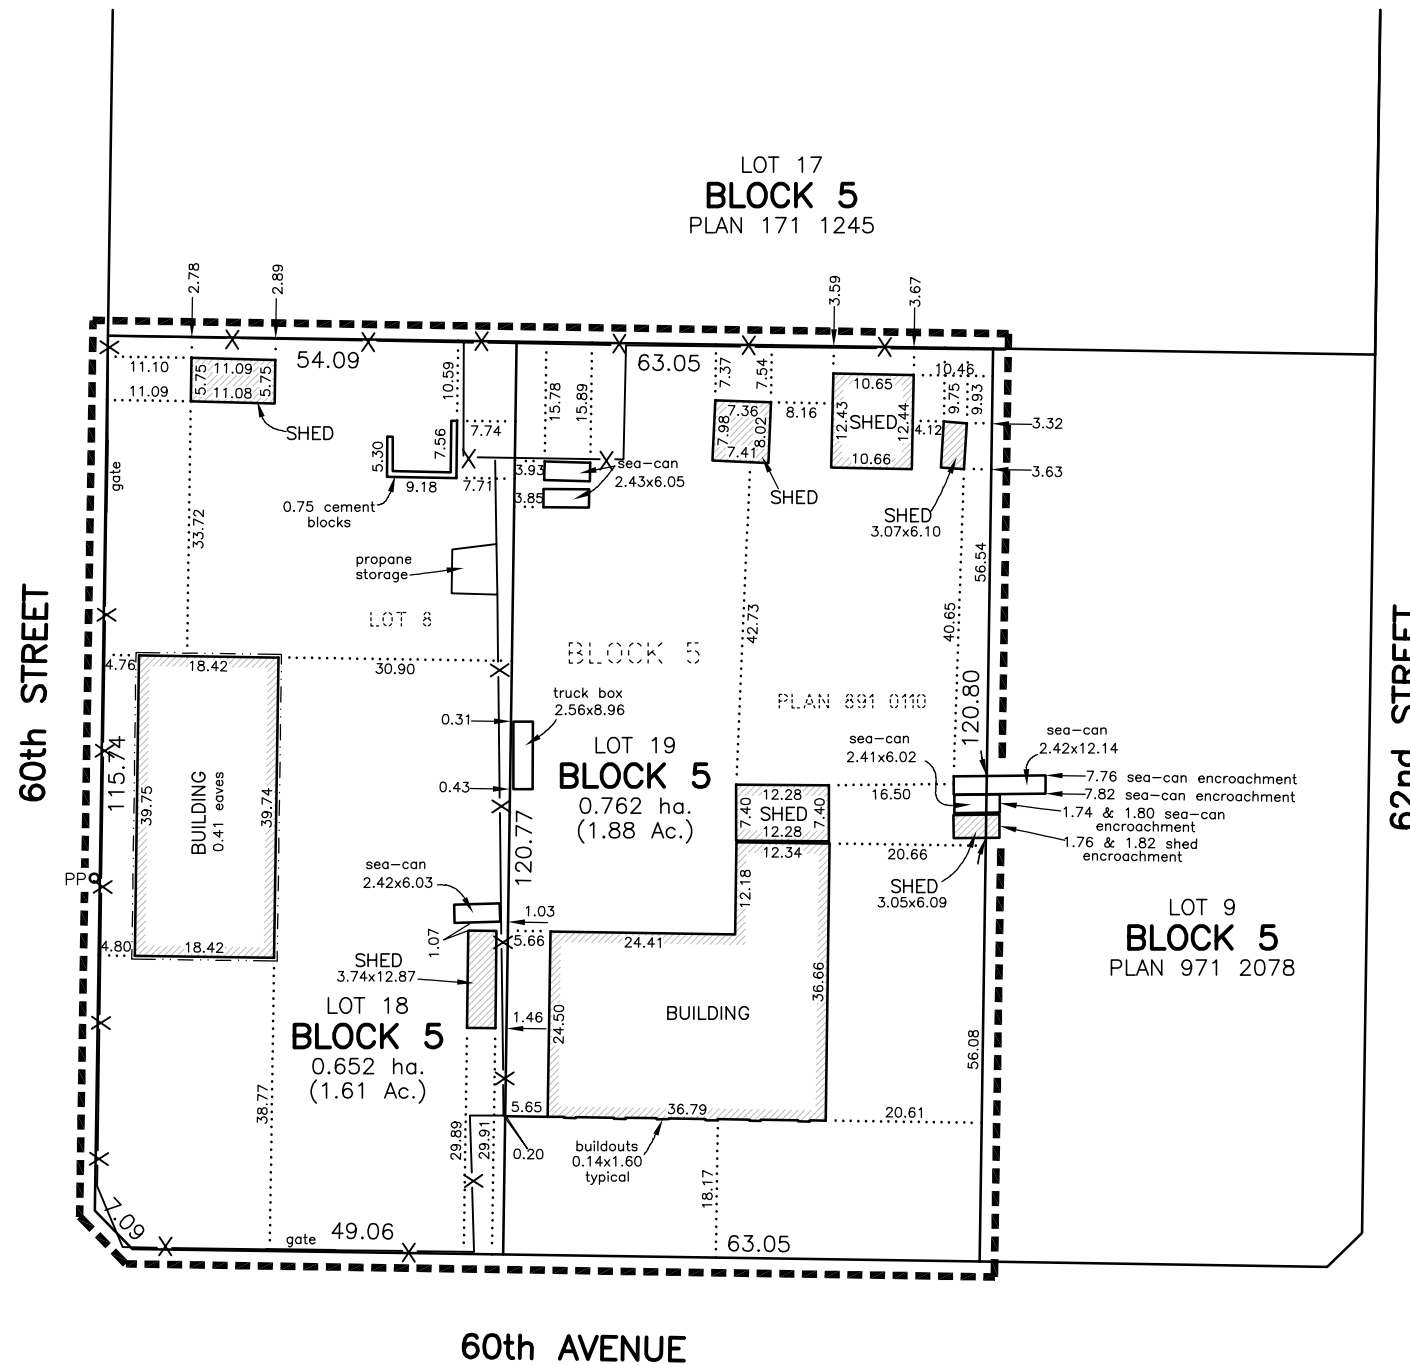 LOT 17
BLOCK 5
PLAN 171 1245
2.78
2.89
3.59
3.67
54.09
63.05
11.10
11.09
5.75
5.75
11.09
11.08
SHED
10.59
7.74
7.56
5.30
9.18
7.71
0.75 cement
blocks
15.78
15.89
3.93
3.85
sea-can
2.43x6.05
7.37
7.54
7.36
7.98
8.02
7.41
SHED
8.16
10.65
12.43
SHED
12.44
10.66
10.46
9.75
9.93
4.12
3.32
3.63
SHED
3.07x6.10
gate
33.72
propane
storage
LOT 8
BLOCK 5
PLAN 891 0110
42.73
40.65
56.54
120.80
60th STREET
62nd STREET
4.76
18.42
30.90
115.74
39.75
BUILDING
0.41 eaves
39.74
PP
4.80
18.42
truck box
2.56x8.96
0.31
0.43
LOT 19
BLOCK 5
0.762 ha.
(1.88 Ac.)
120.77
sea-can
2.41x6.02
sea-can
2.42x12.14
7.76 sea-can encroachment
7.82 sea-can encroachment
1.74 & 1.80 sea-can
encroachment
1.76 & 1.82 shed
encroachment
16.50
12.28
7.40
SHED
7.40
12.28
12.34
20.66
SHED
3.05x6.09
12.18
sea-can
2.42x6.03
1.03
1.07
5.66
24.41
SHED
3.74x12.87
LOT 18
BLOCK 5
0.652 ha.
(1.61 Ac.)
1.46
24.50
BUILDING
36.66
56.08
LOT 9
BLOCK 5
PLAN 971 2078
38.77
29.89
29.91
5.65
36.79
20.61
0.20
buildouts
0.14x1.60
typical
18.17
7.09
gate
49.06
63.05
60th AVENUE